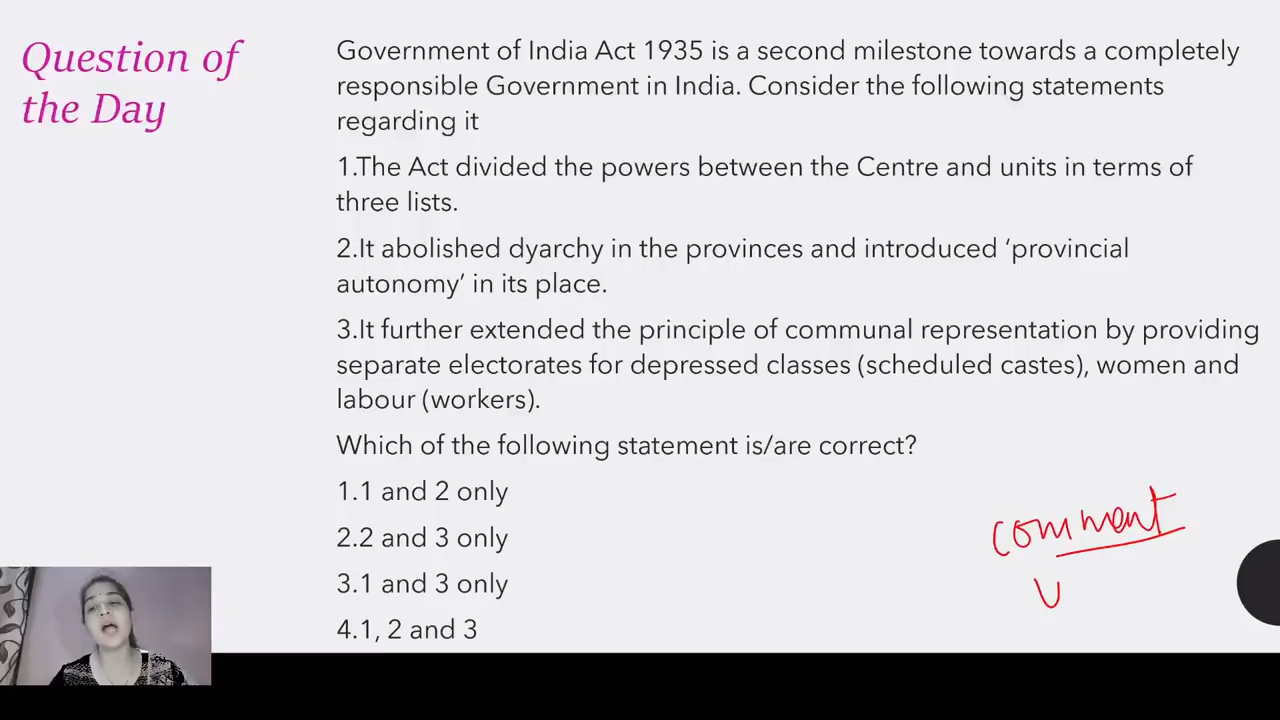 Question of
the Day
Government of India Act 1935 is a second milestone towards a completely
responsible Government in India. Consider the following statements
regarding it
1.The Act divided the powers between the Centre and units in terms of
three lists.
2.It abolished dyarchy in the provinces and introduced ‘provincial
autonomy’ in its place.
3.It further extended the principle of communal representation by providing
separate electorates for depressed classes (scheduled castes), women and
labour (workers).
Which of the following statement is/are correct?
1.1 and 2 only
2.2 and 3 only
3.1 and 3 only
4.1, 2 and 3
comment